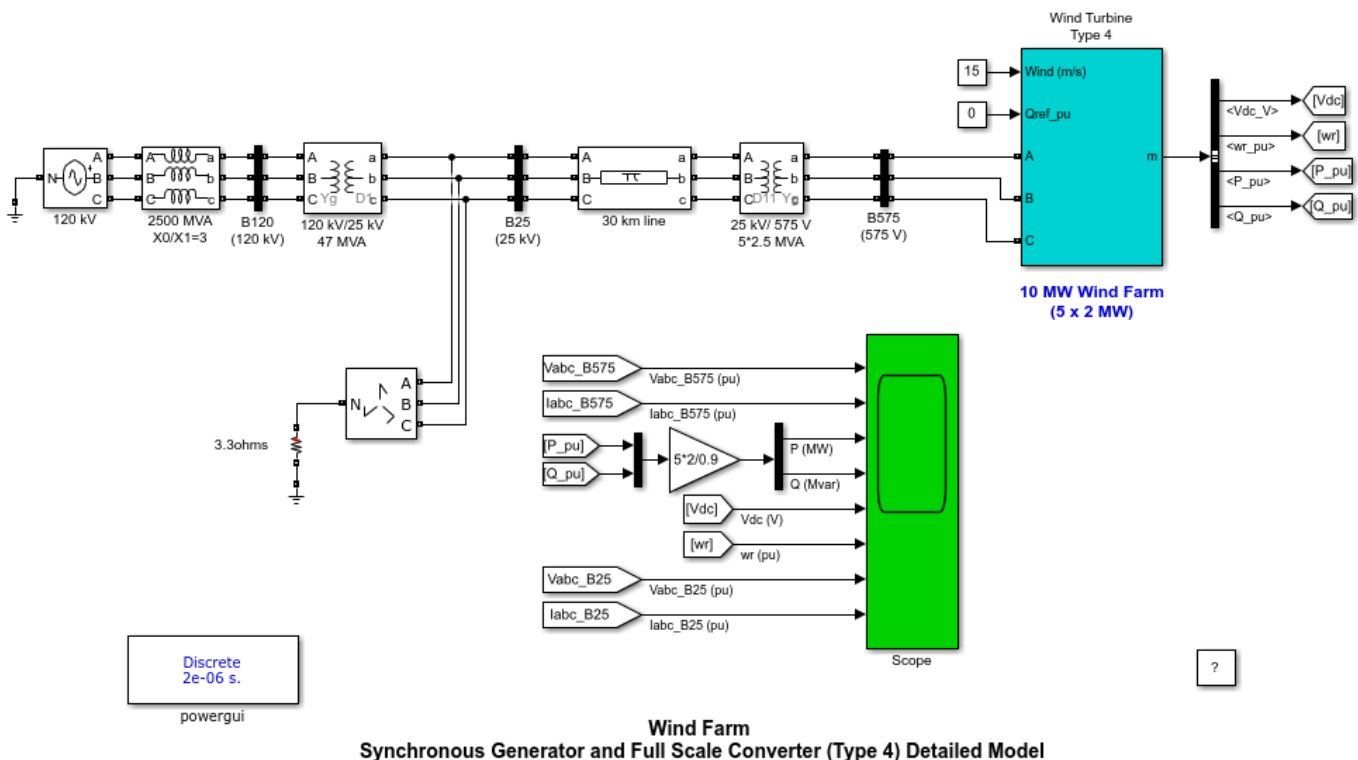 Wind Turbine
Type 4
15
Wind (m/s)
0
Qref_pu
A
B
C
m
<Vdc_V>
[Vdc]
<wr_pu>
[wr]
<P_pu>
[P_pu]
<Q_pu>
[Q_pu]
10 MW Wind Farm
(5 x 2 MW)
N
A
B
C
120 kV
A
B
C
a
b
c
2500 MVA
X0/X1=3
B120
(120 kV)
A
B
C
Yg
D1
a
b
c
120 kV/25 kV
47 MVA
B25
(25 kV)
A
B
C
a
b
c
30 km line
A
B
C
D11
Yg
a
b
c
25 kV/ 575 V
5*2.5 MVA
B575
(575 V)
N
A
B
C
3.3ohms
Vabc_B575
Vabc_B575 (pu)
Iabc_B575
Iabc_B575 (pu)
[P_pu]
[Q_pu]
5*2/0.9
P (MW)
Q (Mvar)
[Vdc]
Vdc (V)
[wr]
wr (pu)
Vabc_B25
Vabc_B25 (pu)
Iabc_B25
Iabc_B25 (pu)
Scope
Discrete
2e-06 s.
powergui
?
Wind Farm
Synchronous Generator and Full Scale Converter (Type 4) Detailed Model